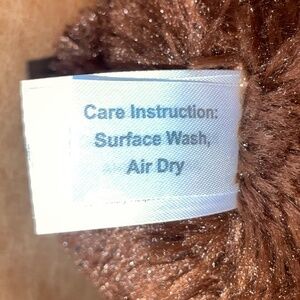 Care Instruction:
Surface Wash,
Air Dry